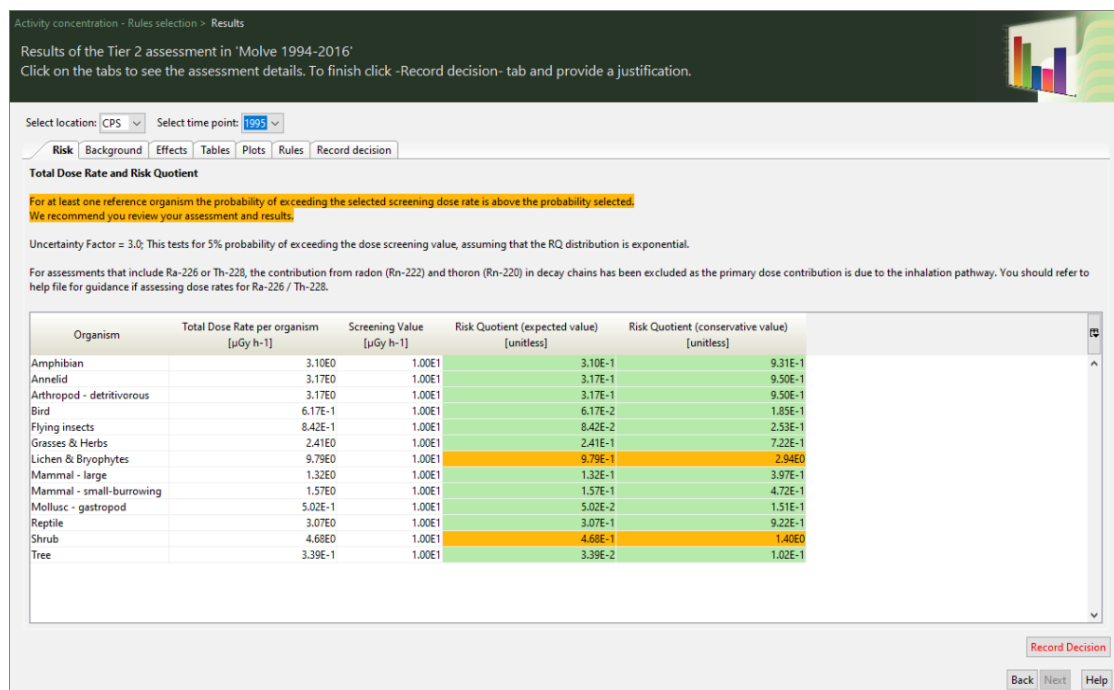 Activity concentration - Rules selection > Results
Results of the Tier 2 assessment in 'Molve 1994-2016'
Click on the tabs to see the assessment details. To finish click -Record decision- tab and provide a justification.
Select location: CPS Select time point: 1995
Risk Background Effects Tables Plots Rules Record decision
Total Dose Rate and Risk Quotient
For at least one reference organism the probability of exceeding the selected screening dose rate is above the probability selected.
We recommend you review your assessment and results.
Uncertainty Factor = 3.0; This tests for 5% probability of exceeding the dose screening value, assuming that the RQ distribution is exponential.
For assessments that include Ra-226 or Th-228, the contribution from radon (Rn-222) and thoron (Rn-220) in decay chains has been excluded as the primary dose contribution is due to the inhalation pathway. You should refer to
help file for guidance if assessing dose rates for Ra-226 / Th-228.
Organism Total Dose Rate per organism Screening Value Risk Quotient (expected value) Risk Quotient (conservative value)
[µGy h-1] [µGy h-1] [unitless] [unitless]
Amphibian 3.10E0 1.00E1 3.10E-1 9.31E-1
Annelid 3.17E0 1.00E1 3.17E-1 9.50E-1
Arthropod - detritivorous 3.17E0 1.00E1 3.17E-1 9.50E-1
Bird 6.17E-1 1.00E1 6.17E-2 1.85E-1
Flying insects 8.42E-1 1.00E1 8.42E-2 2.53E-1
Grasses & Herbs 2.41E0 1.00E1 2.41E-1 7.22E-1
Lichen & Bryophytes 9.79E0 1.00E1 9.79E-1 2.94E0
Mammal - large 1.32E0 1.00E1 1.32E-1 3.97E-1
Mammal - small-burrowing 1.57E0 1.00E1 1.57E-1 4.72E-1
Mollusc - gastropod 5.02E-1 1.00E1 5.02E-2 1.51E-1
Reptile 3.07E0 1.00E1 3.07E-1 9.22E-1
Shrub 4.68E0 1.00E1 4.68E-1 1.40E0
Tree 3.39E-1 1.00E1 3.39E-2 1.02E-1
Record Decision
Back Next Help